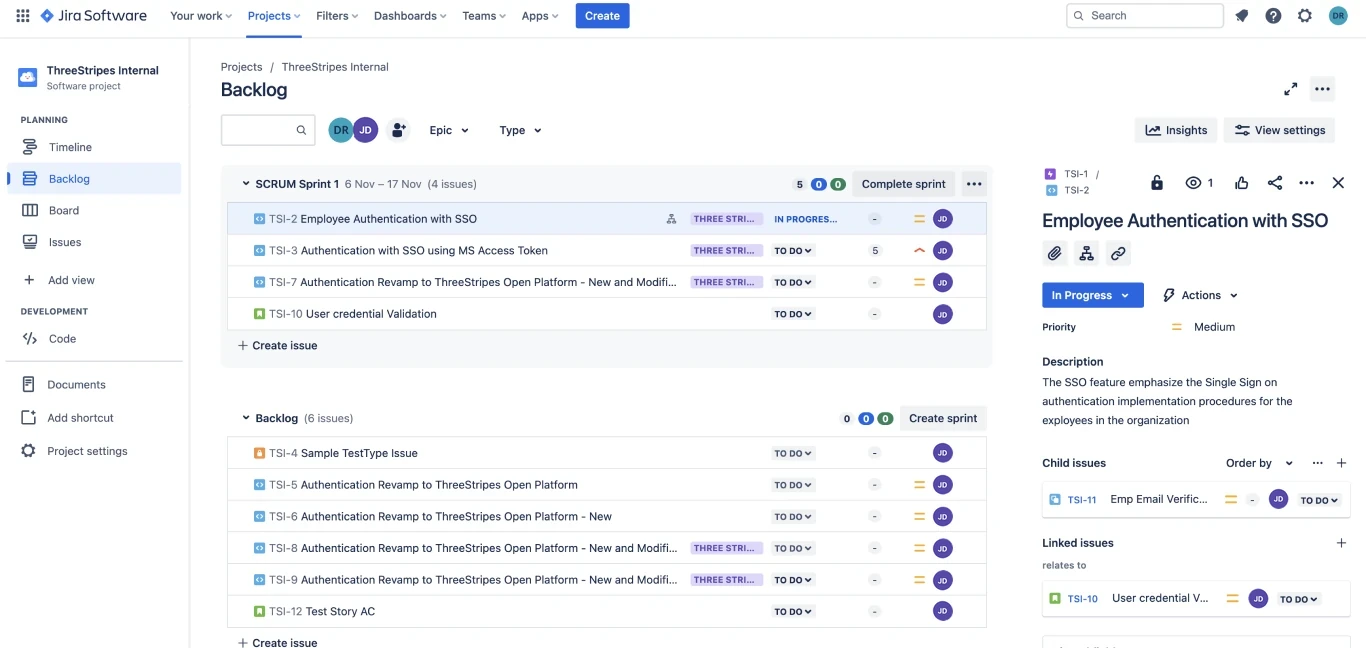 Jira Software
Your work
Projects
Filters
Dashboards
Teams
Apps
Create
Search
DR
ThreeStripes Internal
Software project
PLANNING
Timeline
Backlog
Board
Issues
Add view
DEVELOPMENT
Code
Documents
Add shortcut
Project settings
Projects / ThreeStripes Internal
Backlog
DR JD
Epic
Type
Insights
View settings
SCRUM Sprint 1 6 Nov – 17 Nov (4 issues) 5 0 0 Complete sprint
TSI-2 Employee Authentication with SSO THREE STRI... IN PROGRES... - JD
TSI-3 Authentication with SSO using MS Access Token THREE STRI... TO DO 5 JD
TSI-7 Authentication Revamp to ThreeStripes Open Platform - New and Modifi... THREE STRI... TO DO - JD
TSI-10 User credential Validation TO DO - JD
+ Create issue
Backlog (6 issues) 0 0 0 Create sprint
TSI-4 Sample TestType Issue TO DO - JD
TSI-5 Authentication Revamp to ThreeStripes Open Platform TO DO - JD
TSI-6 Authentication Revamp to ThreeStripes Open Platform - New TO DO - JD
TSI-8 Authentication Revamp to ThreeStripes Open Platform - New and Modifi... THREE STRI... TO DO - JD
TSI-9 Authentication Revamp to ThreeStripes Open Platform - New and Modifi... THREE STRI... TO DO - JD
TSI-12 Test Story AC TO DO - JD
+ Create issue
TSI-1 /
TSI-2
1
Employee Authentication with SSO
In Progress
Actions
Priority Medium
Description
The SSO feature emphasize the Single Sign on
authentication implementation procedures for the
exployees in the organization
Child issues Order by
TSI-11 Emp Email Verific... - JD TO DO
Linked issues
relates to
TSI-10 User credential V... JD TO DO